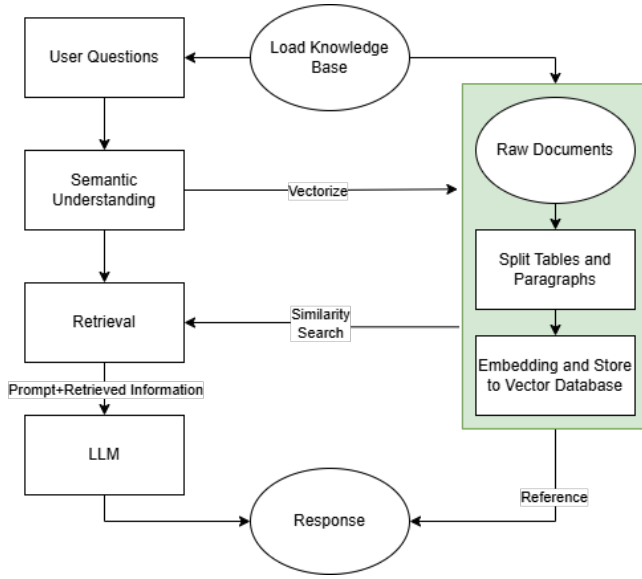 User Questions
Load Knowledge
Base
Raw Documents
Semantic
Understanding
Vectorize
Split Tables and
Paragraphs
Retrieval
Similarity
Search
Embedding and Store
to Vector Database
Prompt+Retrieved Information
LLM
Reference
Response